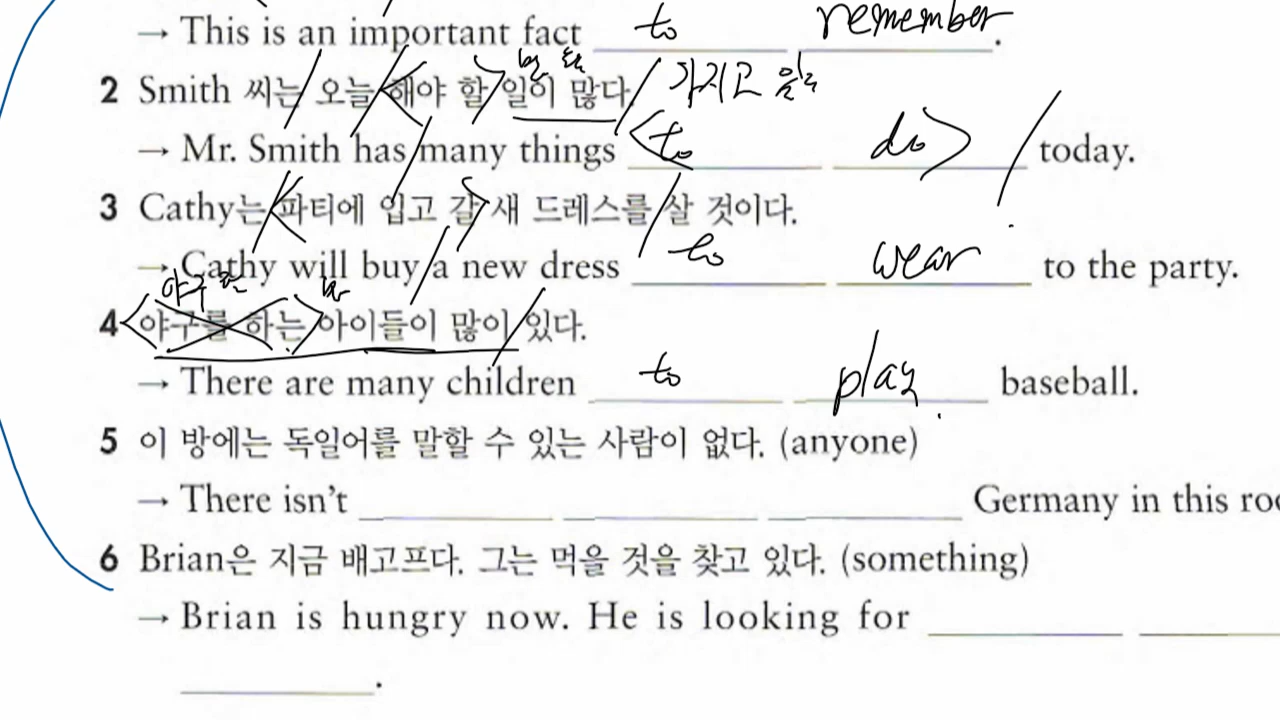 → This is an important fact to remember.
2 Smith 씨는 오늘 해야 할 일이 많다. 가지고 있다
→ Mr. Smith has many things to do today.
3 Cathy는 파티에 입고 갈 새 드레스를 살 것이다.
→ Cathy will buy a new dress to wear to the party.
4 야구를 하는 아이들이 많이 있다.
→ There are many children to play baseball.
5 이 방에는 독일어를 말할 수 있는 사람이 없다. (anyone)
→ There isn't Germany in this roo
6 Brian은 지금 배고프다. 그는 먹을 것을 찾고 있다. (something)
→ Brian is hungry now. He is looking for
.